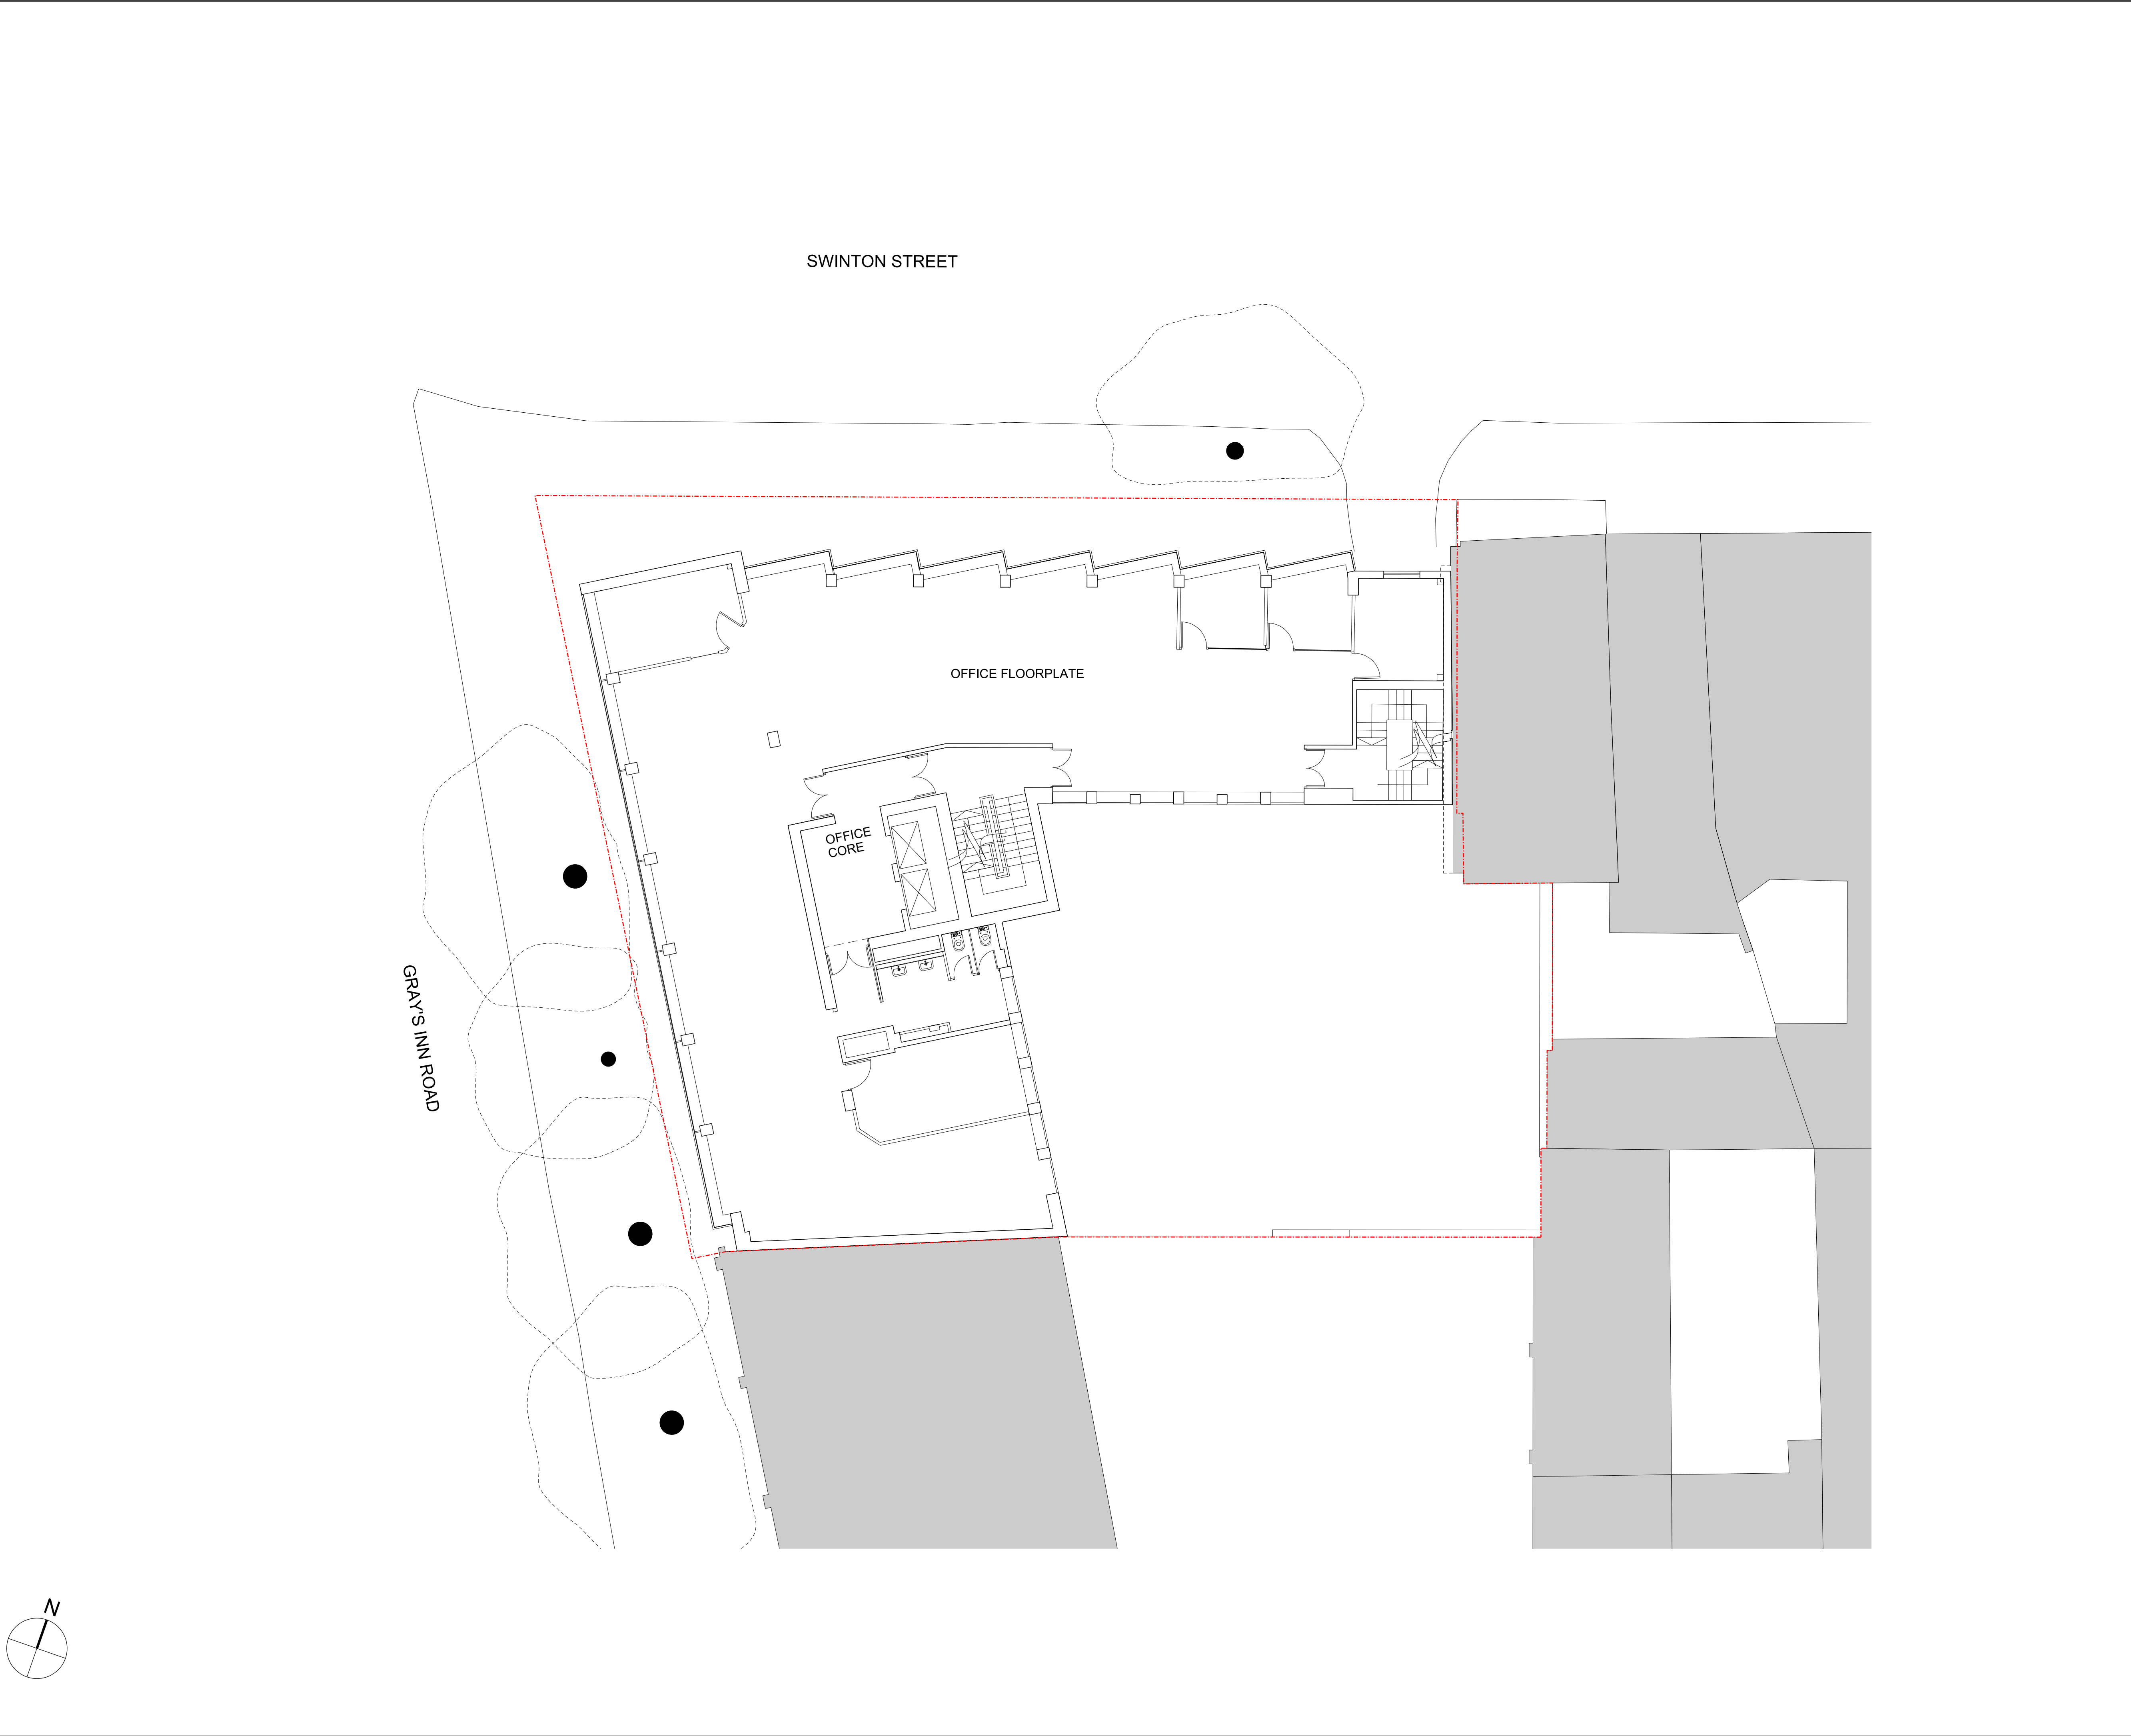 SWINTON STREET
OFFICE FLOORPLATE
OFFICE
CORE
GRAY'S INN ROAD
N